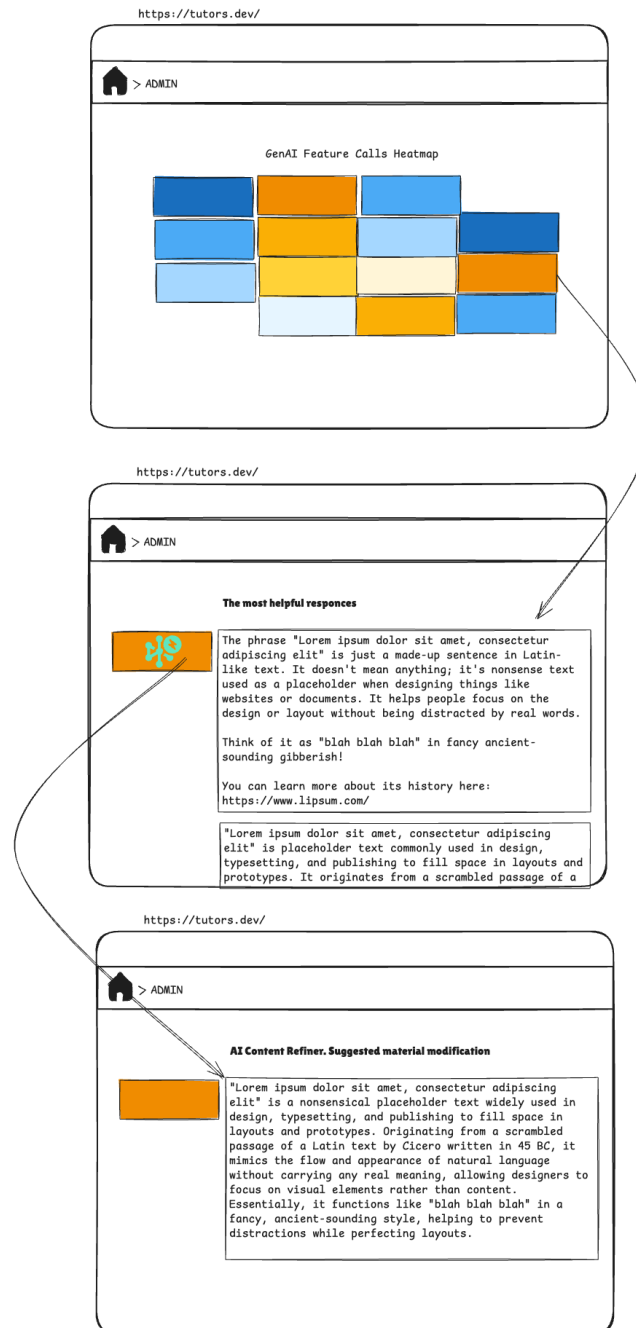 https://tutors.dev/
> ADMIN
GenAI Feature Calls Heatmap
https://tutors.dev/
> ADMIN
The most helpful responces
The phrase "Lorem ipsum dolor sit amet, consectetur
adipiscing elit" is just a made-up sentence in Latin-
like text. It doesn't mean anything; it's nonsense text
used as a placeholder when designing things like
websites or documents. It helps people focus on the
design or layout without being distracted by real words.
Think of it as "blah blah blah" in fancy ancient-
sounding gibberish!
You can learn more about its history here:
https://www.lipsum.com/
"Lorem ipsum dolor sit amet, consectetur adipiscing
elit" is placeholder text commonly used in design,
typesetting, and publishing to fill space in layouts and
prototypes. It originates from a scrambled passage of a
https://tutors.dev/
> ADMIN
AI Content Refiner. Suggested material modification
"Lorem ipsum dolor sit amet, consectetur adipiscing
elit" is a nonsensical placeholder text widely used in
design, typesetting, and publishing to fill space in
layouts and prototypes. Originating from a scrambled
passage of a Latin text by Cicero written in 45 BC, it
mimics the flow and appearance of natural language
without carrying any real meaning, allowing designers to
focus on visual elements rather than content.
Essentially, it functions like "blah blah blah" in a
fancy, ancient-sounding style, helping to prevent
distractions while perfecting layouts.